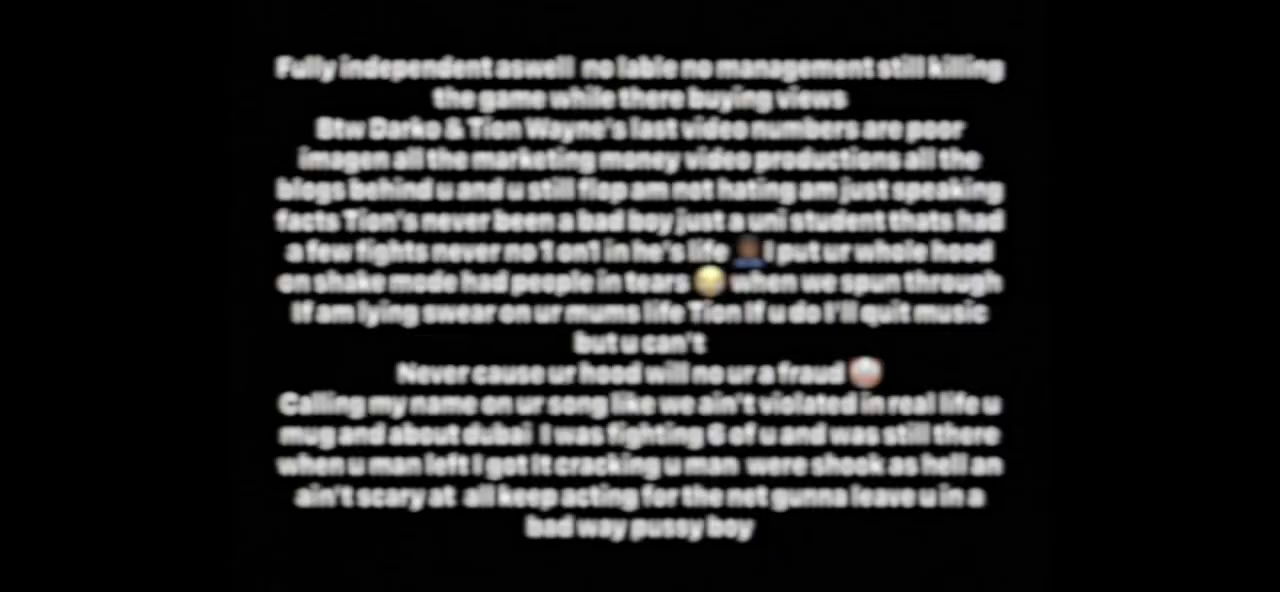 Fully independent aswell no lable no management still killing
the game while there buying views
Btw Darko & Tion Wayne's last video numbers are poor
imagen all the marketing money video productions all the
blogs behind u and u still flop am not hating am just speaking
facts Tion's never been a bad boy just a uni student thats had
a few fights never no 1 on1 in he's life I put ur whole hood
on shake mode had people in tears when we spun through
If am lying swear on ur mums life Tion if u do I'll quit music
but u can't
Never cause ur hood will no ur a fraud
Calling my name on ur song like we ain't violated in real life u
mug and about dubai I was fighting 6 of u and was still there
when u man left I got it cracking u man were shook as hell an
ain't scary at all keep acting for the net gunna leave u in a
bad way pussy boy